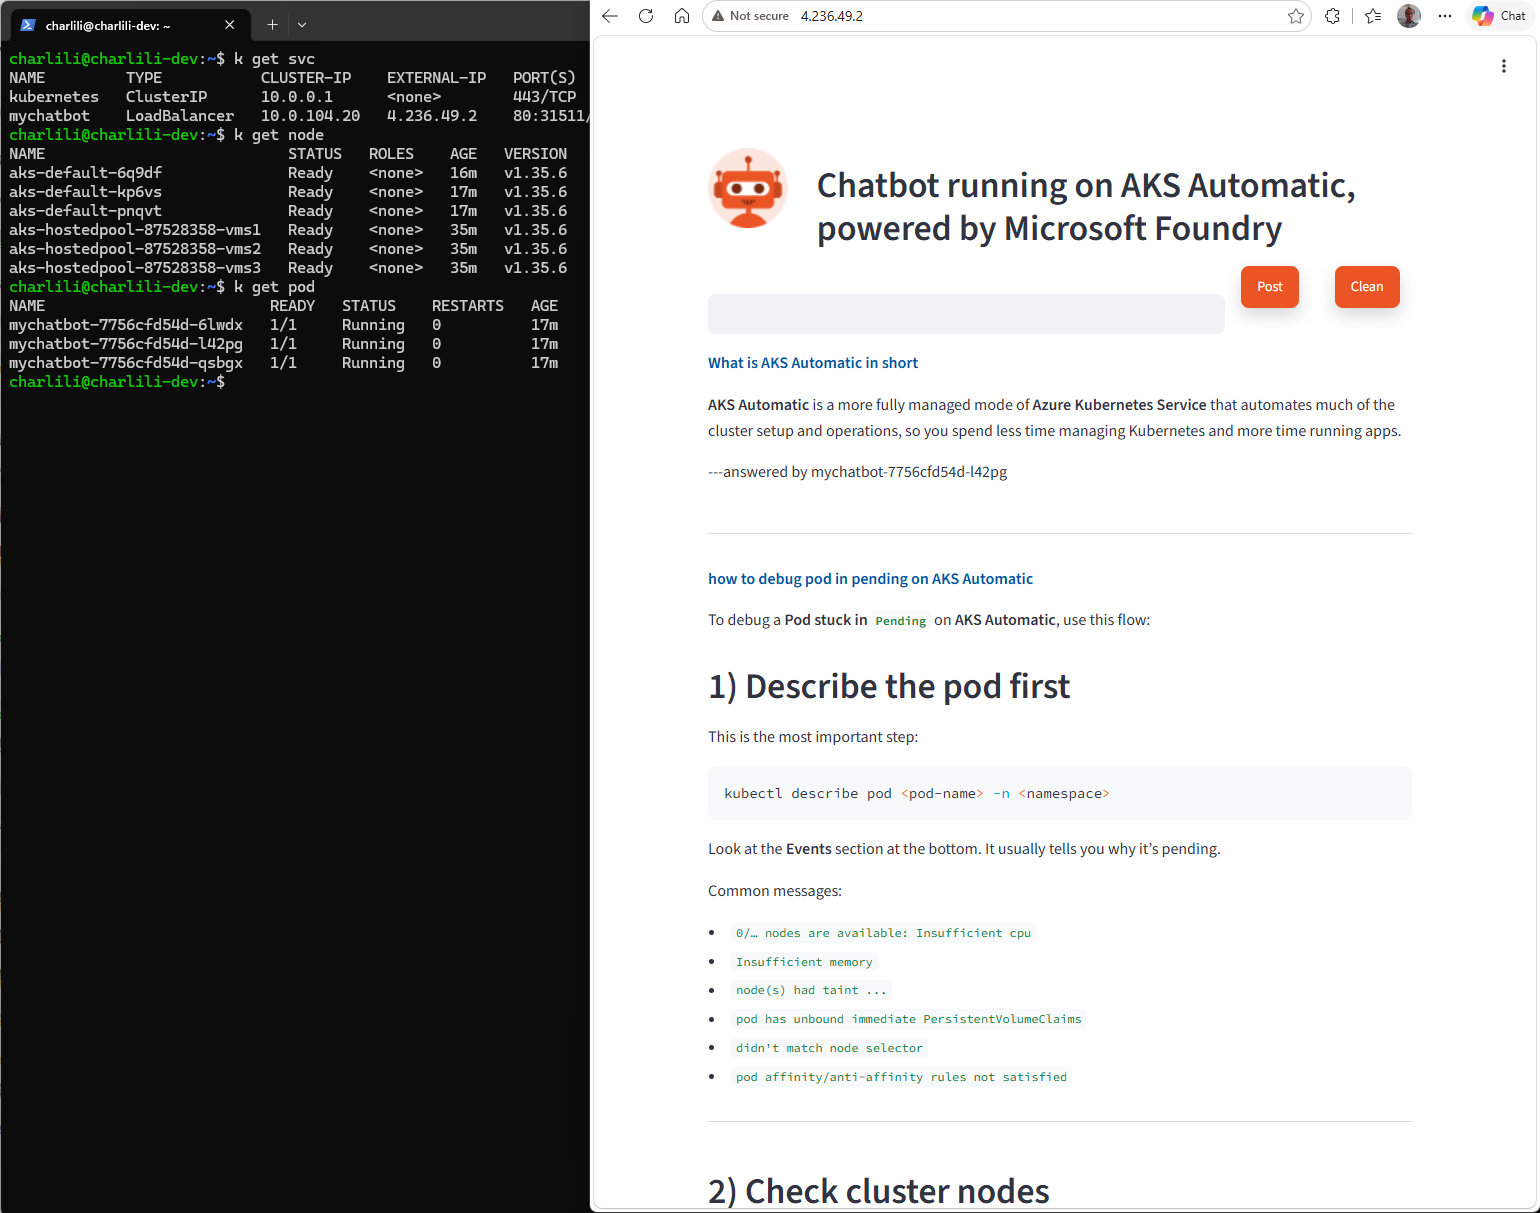 charlili@charlili-dev: ~
charlili@charlili-dev:~$ k get svc
NAME TYPE CLUSTER-IP EXTERNAL-IP PORT(S)
kubernetes ClusterIP 10.0.0.1 <none> 443/TCP
mychatbot LoadBalancer 10.0.104.20 4.236.49.2 80:31511/
charlili@charlili-dev:~$ k get node
NAME STATUS ROLES AGE VERSION
aks-default-6q9df Ready <none> 16m v1.35.6
aks-default-kp6vs Ready <none> 17m v1.35.6
aks-default-pnqvt Ready <none> 17m v1.35.6
aks-hostedpool-87528358-vms1 Ready <none> 35m v1.35.6
aks-hostedpool-87528358-vms2 Ready <none> 35m v1.35.6
aks-hostedpool-87528358-vms3 Ready <none> 35m v1.35.6
charlili@charlili-dev:~$ k get pod
NAME READY STATUS RESTARTS AGE
mychatbot-7756cfd54d-6lwdx 1/1 Running 0 17m
mychatbot-7756cfd54d-l42pg 1/1 Running 0 17m
mychatbot-7756cfd54d-qsbgx 1/1 Running 0 17m
charlili@charlili-dev:~$
Not secure 4.236.49.2
Chat
Chatbot running on AKS Automatic,
powered by Microsoft Foundry
Post
Clean
What is AKS Automatic in short
AKS Automatic is a more fully managed mode of Azure Kubernetes Service that automates much of the
cluster setup and operations, so you spend less time managing Kubernetes and more time running apps.
---answered by mychatbot-7756cfd54d-l42pg
how to debug pod in pending on AKS Automatic
To debug a Pod stuck in Pending on AKS Automatic, use this flow:
1) Describe the pod first
This is the most important step:
kubectl describe pod <pod-name> -n <namespace>
Look at the Events section at the bottom. It usually tells you why it’s pending.
Common messages:
• 0/… nodes are available: Insufficient cpu
• Insufficient memory
• node(s) had taint ...
• pod has unbound immediate PersistentVolumeClaims
• didn't match node selector
• pod affinity/anti-affinity rules not satisfied
2) Check cluster nodes